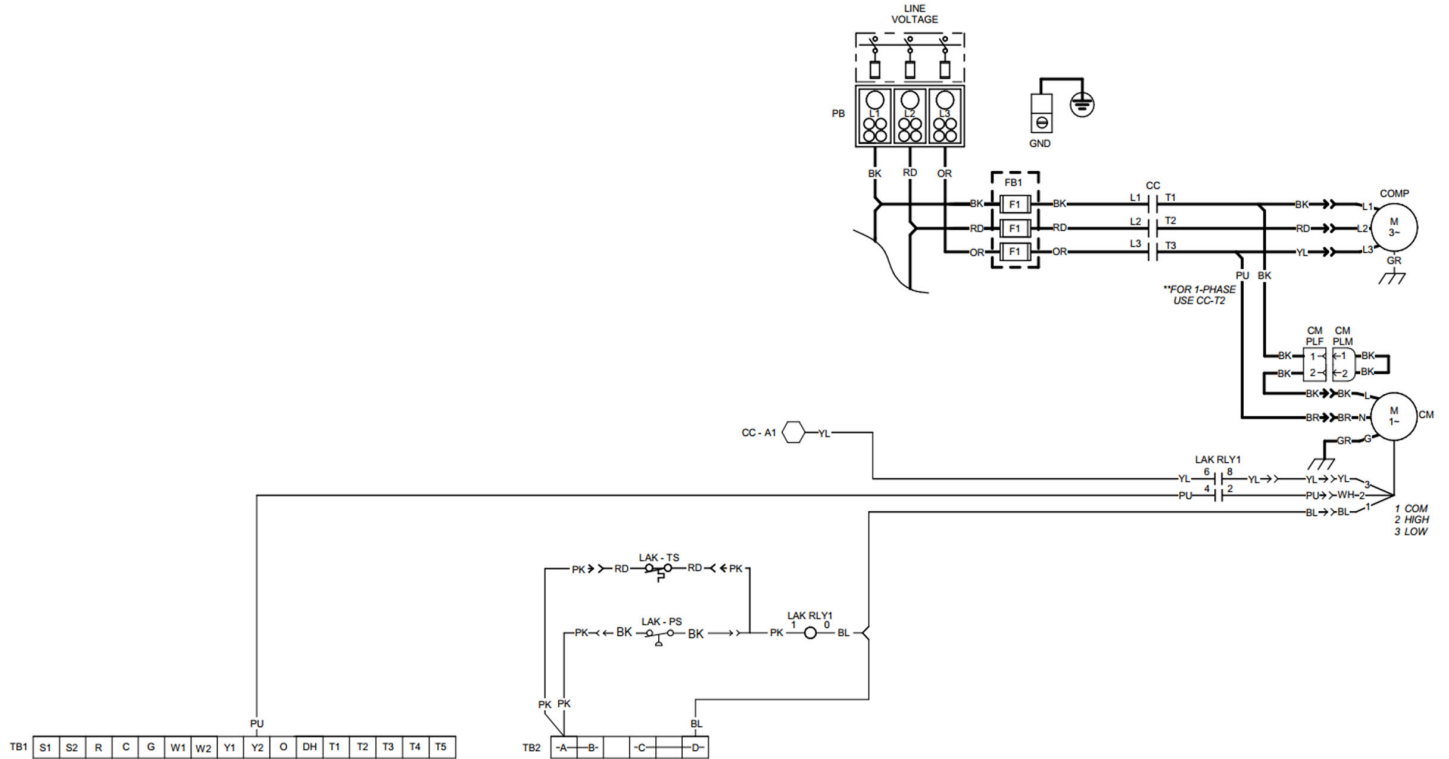 LINE
VOLTAGE
PB
L1 L2 L3
GND
BK RD OR
FB1
BK F1 BK L1 CC T1 BK L1 COMP
RD F1 RD L2 T2 RD L2 M 3~
OR F1 OR L3 T3 YL L3
GR
PU BK
**FOR 1-PHASE
USE CC-T2
CM CM
PLF PLM
BK 1 1 BK
BK 2 2 BK
BK BK L
M
1~
CM
BR BR N
GR G
CC - A1 YL
LAK RLY1
YL 6 8 YL YL YL 3
PU 4 2 PU WH 2
BL BL 1
1 COM
2 HIGH
3 LOW
LAK - TS
PK RD RD PK
LAK - PS
PK BK BK PK
LAK RLY1
1 0 BL
PK PK
BL
PU
TB1 S1 S2 R C G W1 W2 Y1 Y2 O DH T1 T2 T3 T4 T5
TB2 -A -B- -C -D-